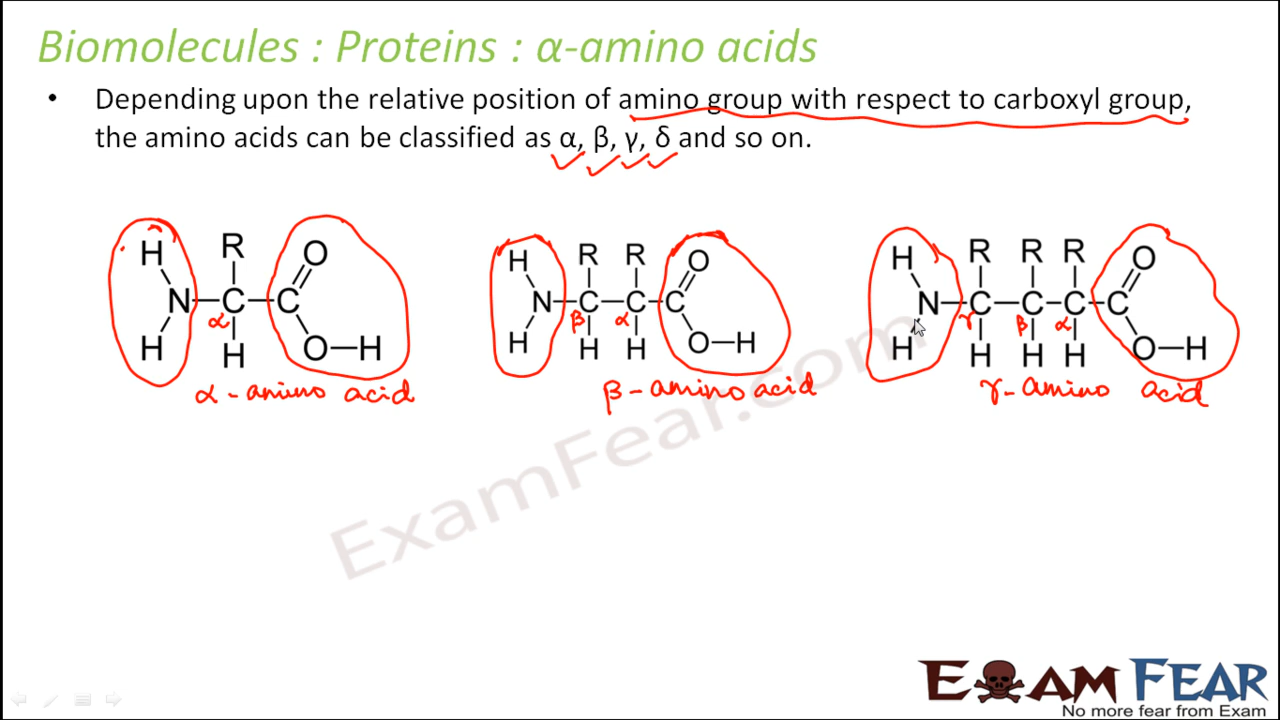 Biomolecules : Proteins : α-amino acids
• Depending upon the relative position of amino group with respect to carboxyl group,
the amino acids can be classified as α, β, γ, δ and so on.
H R O
N C C
α
H H O–H
α - amino acid
H R R O
N C C C
β α
H H H O–H
β - amino acid
H R R R O
N C C C C
γ β α
H H H H O–H
γ - amino acid
ExamFear.com
EXAM FEAR
No more fear from Exam